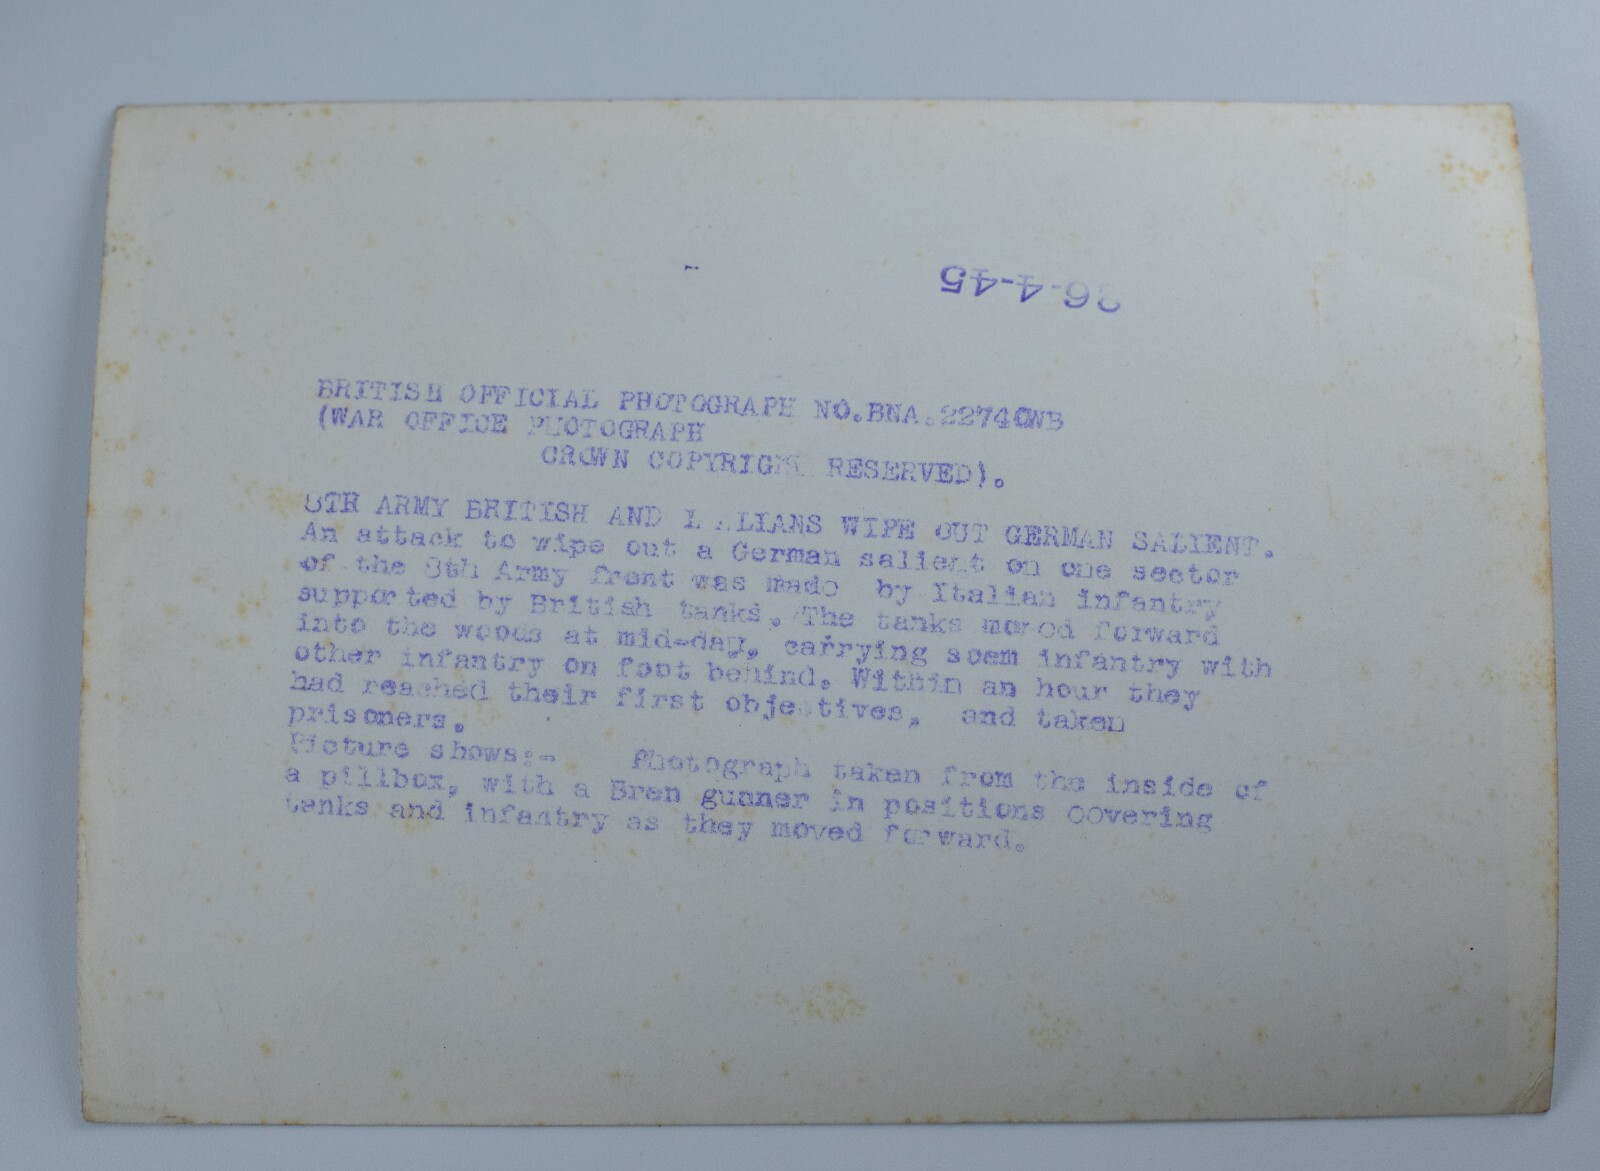 26-4-45
BRITISH OFFICIAL PHOTOGRAPH NO.BNA.22740WB
(WAR OFFICE PHOTOGRAPH
CROWN COPYRIGHT RESERVED).
8TH ARMY BRITISH AND ITALIANS WIPE OUT GERMAN SALIENT.
An attack to wipe out a German salient on one sector
of the 8th Army front was made by Italian infantry
supported by British tanks. The tanks moved forward
into the woods at mid-day, carrying soem infantry with
other infantry on foot behind. Within an hour they
had reached their first objectives, and taken
prisoners.
Picture shows:- Photograph taken from the inside of
a pillbox, with a Bren gunner in positions covering
tanks and infantry as they moved forward.